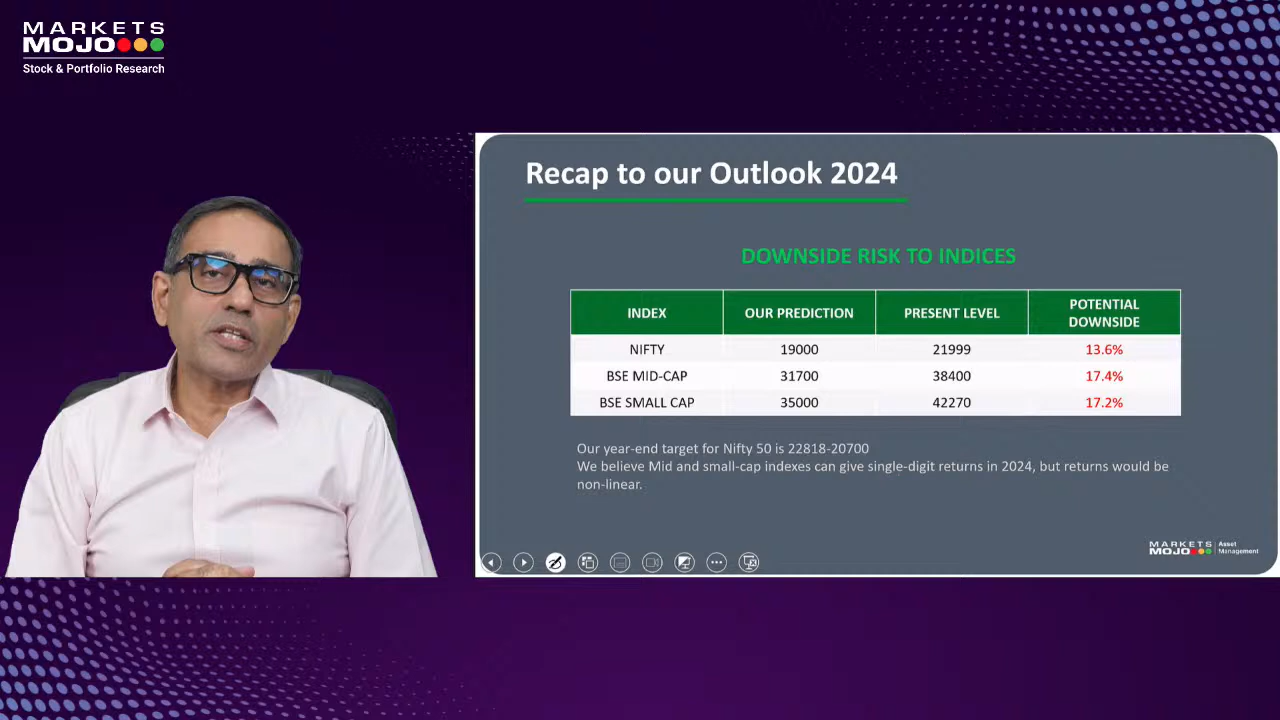 MARKETS
MOJO
Stock & Portfolio Research
Recap to our Outlook 2024
DOWNSIDE RISK TO INDICES
INDEX OUR PREDICTION PRESENT LEVEL POTENTIAL DOWNSIDE
NIFTY 19000 21999 13.6%
BSE MID-CAP 31700 38400 17.4%
BSE SMALL CAP 35000 42270 17.2%
Our year-end target for Nifty 50 is 22818-20700
We believe Mid and small-cap indexes can give single-digit returns in 2024, but returns would be
non-linear.
MARKETS
MOJO
Asset
Management